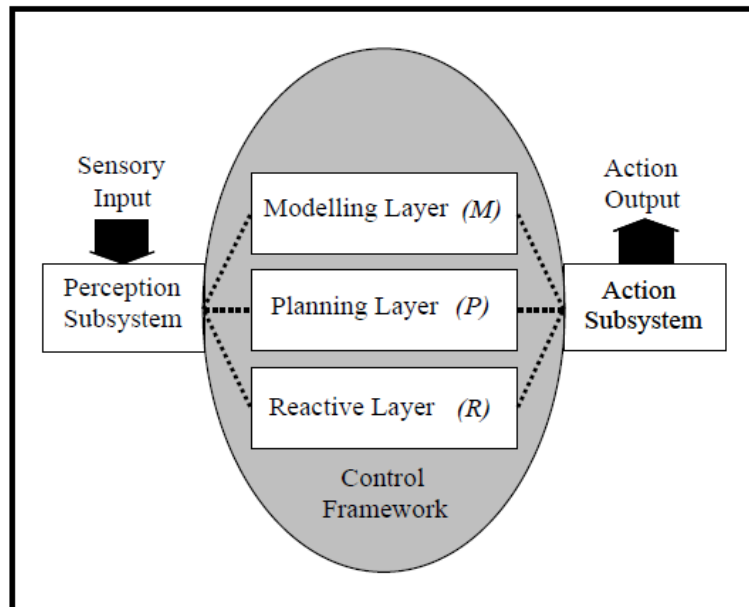 Sensory
Input
Perception
Subsystem
Modelling Layer (M)
Planning Layer (P)
Reactive Layer (R)
Control
Framework
Action
Output
Action
Subsystem